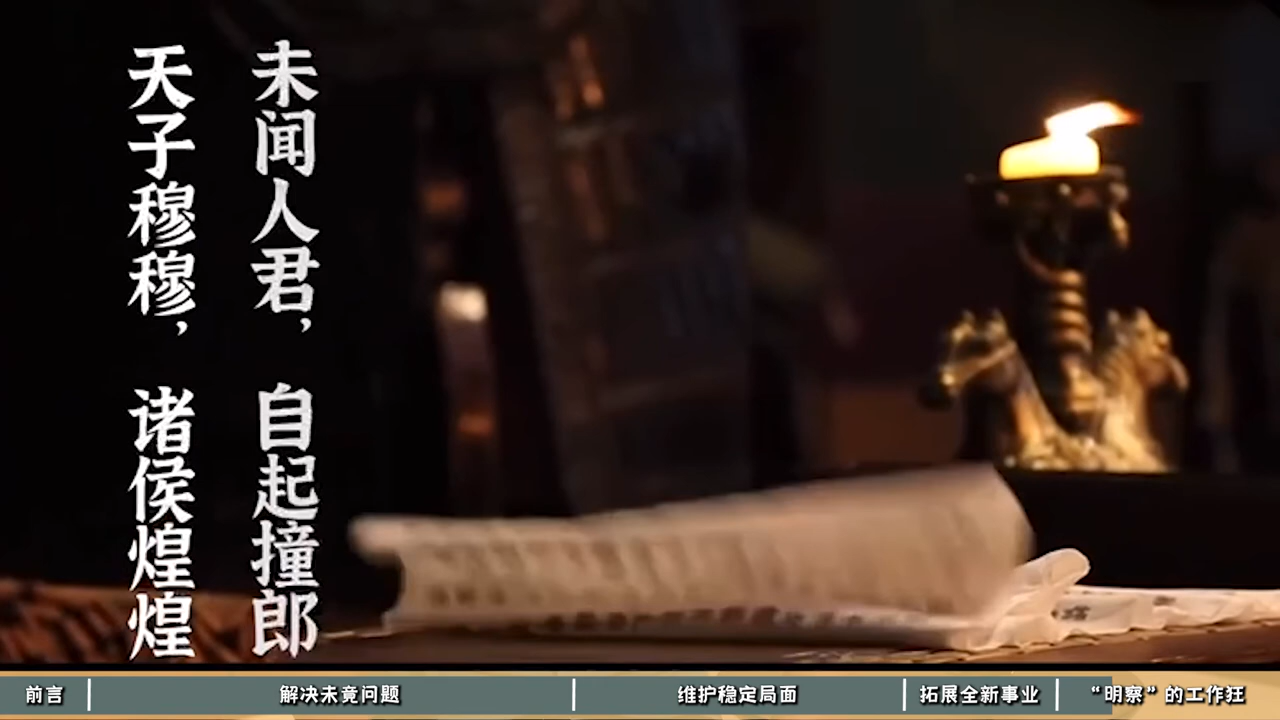 天子穆穆，诸侯煌煌
未闻人君，自起撞郎
前言
解决未竟问题
维护稳定局面
拓展全新事业
“明察”的工作狂